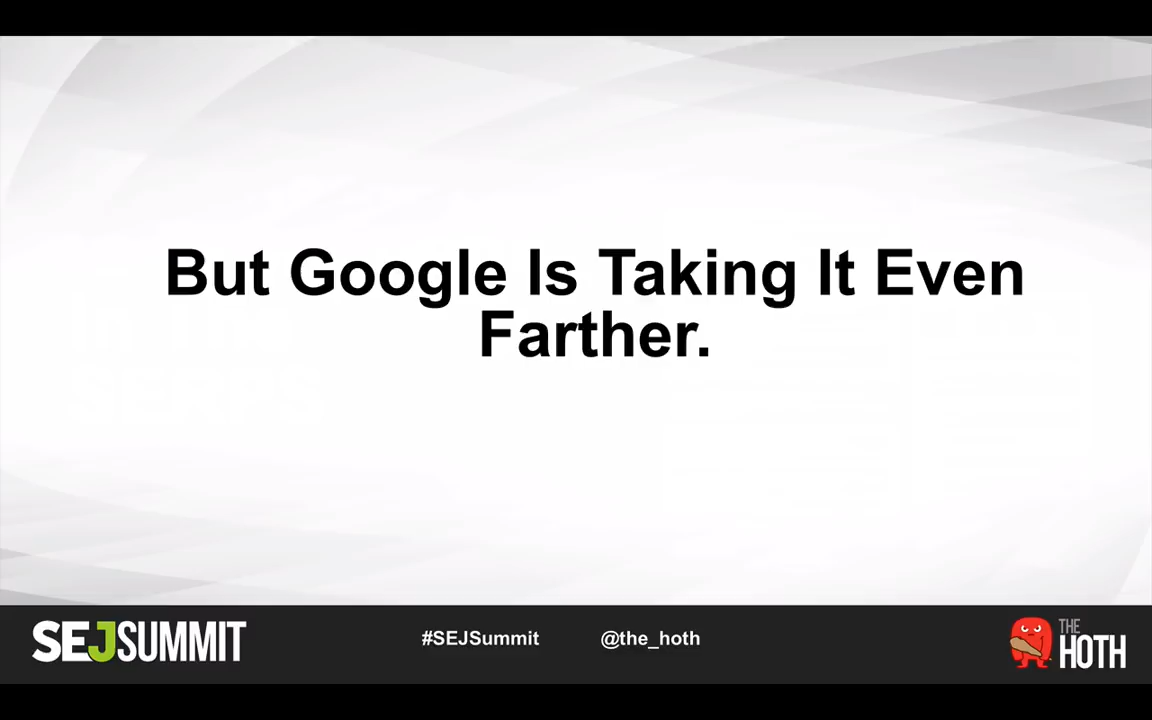 But Google Is Taking It Even
Farther.
SEJSUMMIT
#SEJSummit
@the_hoth
THE
HOTH